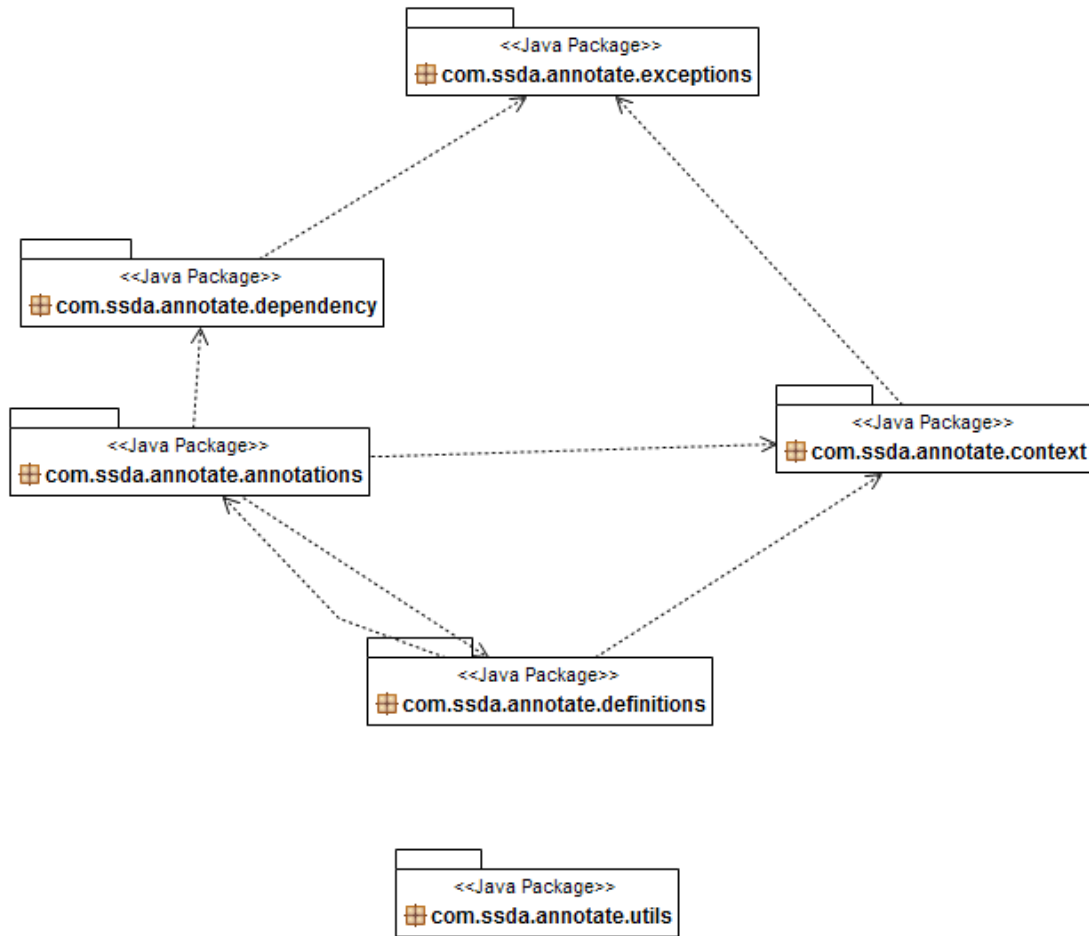 <<Java Package>>
com.ssda.annotate.exceptions
<<Java Package>>
com.ssda.annotate.dependency
<<Java Package>>
com.ssda.annotate.annotations
<<Java Package>>
com.ssda.annotate.context
<<Java Package>>
com.ssda.annotate.definitions
<<Java Package>>
com.ssda.annotate.utils